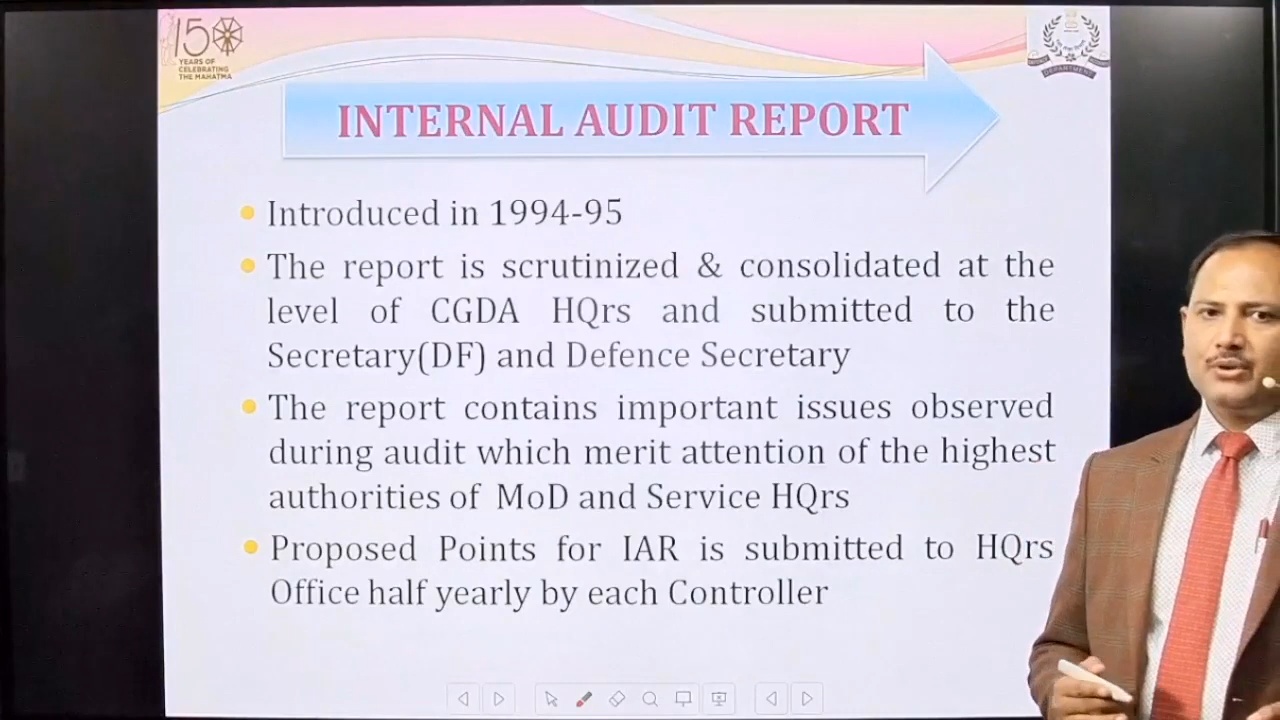 150
YEARS OF
CELEBRATING
THE MAHATMA
DEPARTMENT
INTERNAL AUDIT REPORT
Introduced in 1994-95
The report is scrutinized & consolidated at the
level of CGDA HQrs and submitted to the
Secretary(DF) and Defence Secretary
The report contains important issues observed
during audit which merit attention of the highest
authorities of MoD and Service HQrs
Proposed Points for IAR is submitted to HQrs
Office half yearly by each Controller